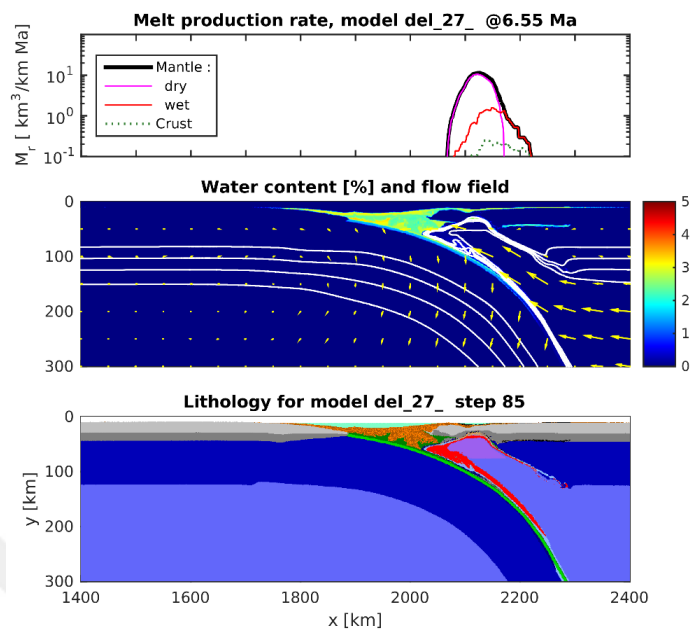 Melt production rate, model del_27_ @6.55 Ma
M_r [ km^3/km Ma]
10^1
10^0
10^-1
Mantle :
dry
wet
Crust
Water content [%] and flow field
0
100
200
300
5
4
3
2
1
0
Lithology for model del_27_ step 85
y [km]
0
100
200
300
1400 1600 1800 2000 2200 2400
x [km]